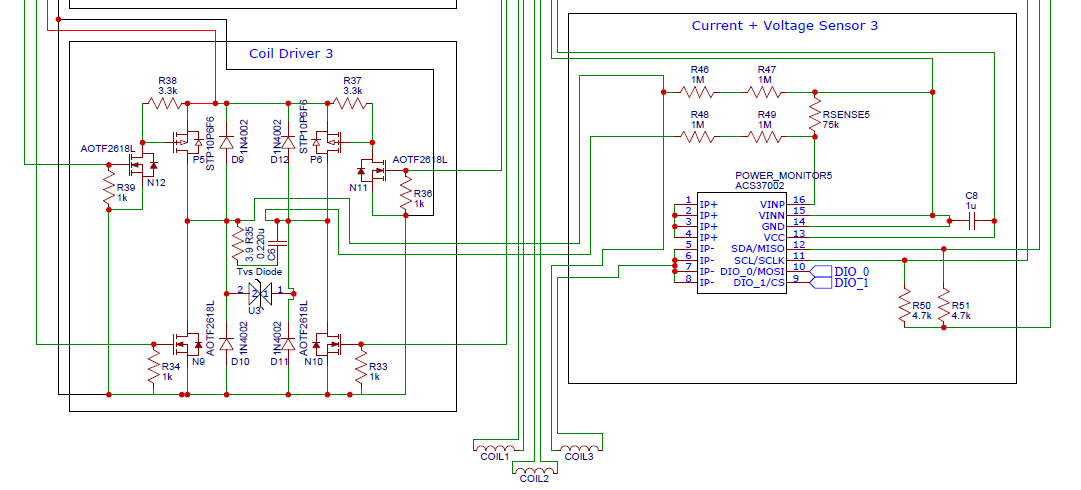 Coil Driver 3
Current + Voltage Sensor 3
R38
3.3k
R37
3.3k
STP10P6F6
1N4002
1N4002
STP10P6F6
AOTF2618L
P5
D9
D12
P6
AOTF2618L
N12
N11
R39
1k
R36
1k
3.9 R35
0.220u
C6
Tvs Diode
2
2
1
1
U3
AOTF2618L
1N4002
1N4002
AOTF2618L
R34
1k
N9
D10
D11
N10
R33
1k
R46
1M
R47
1M
R48
1M
R49
1M
RSENSE5
75k
POWER_MONITOR5
ACS37002
1 IP+ VINP 16
2 IP+ VINN 15
3 IP+ GND 14
4 IP+ VCC 13
5 IP- SDA/MISO 12
6 IP- SCL/SCLK 11
7 IP- DIO_0/MOSI 10
8 IP- DIO_1/CS 9
DIO_0
DIO_1
C8
1u
R50
4.7k
R51
4.7k
COIL1
COIL2
COIL3